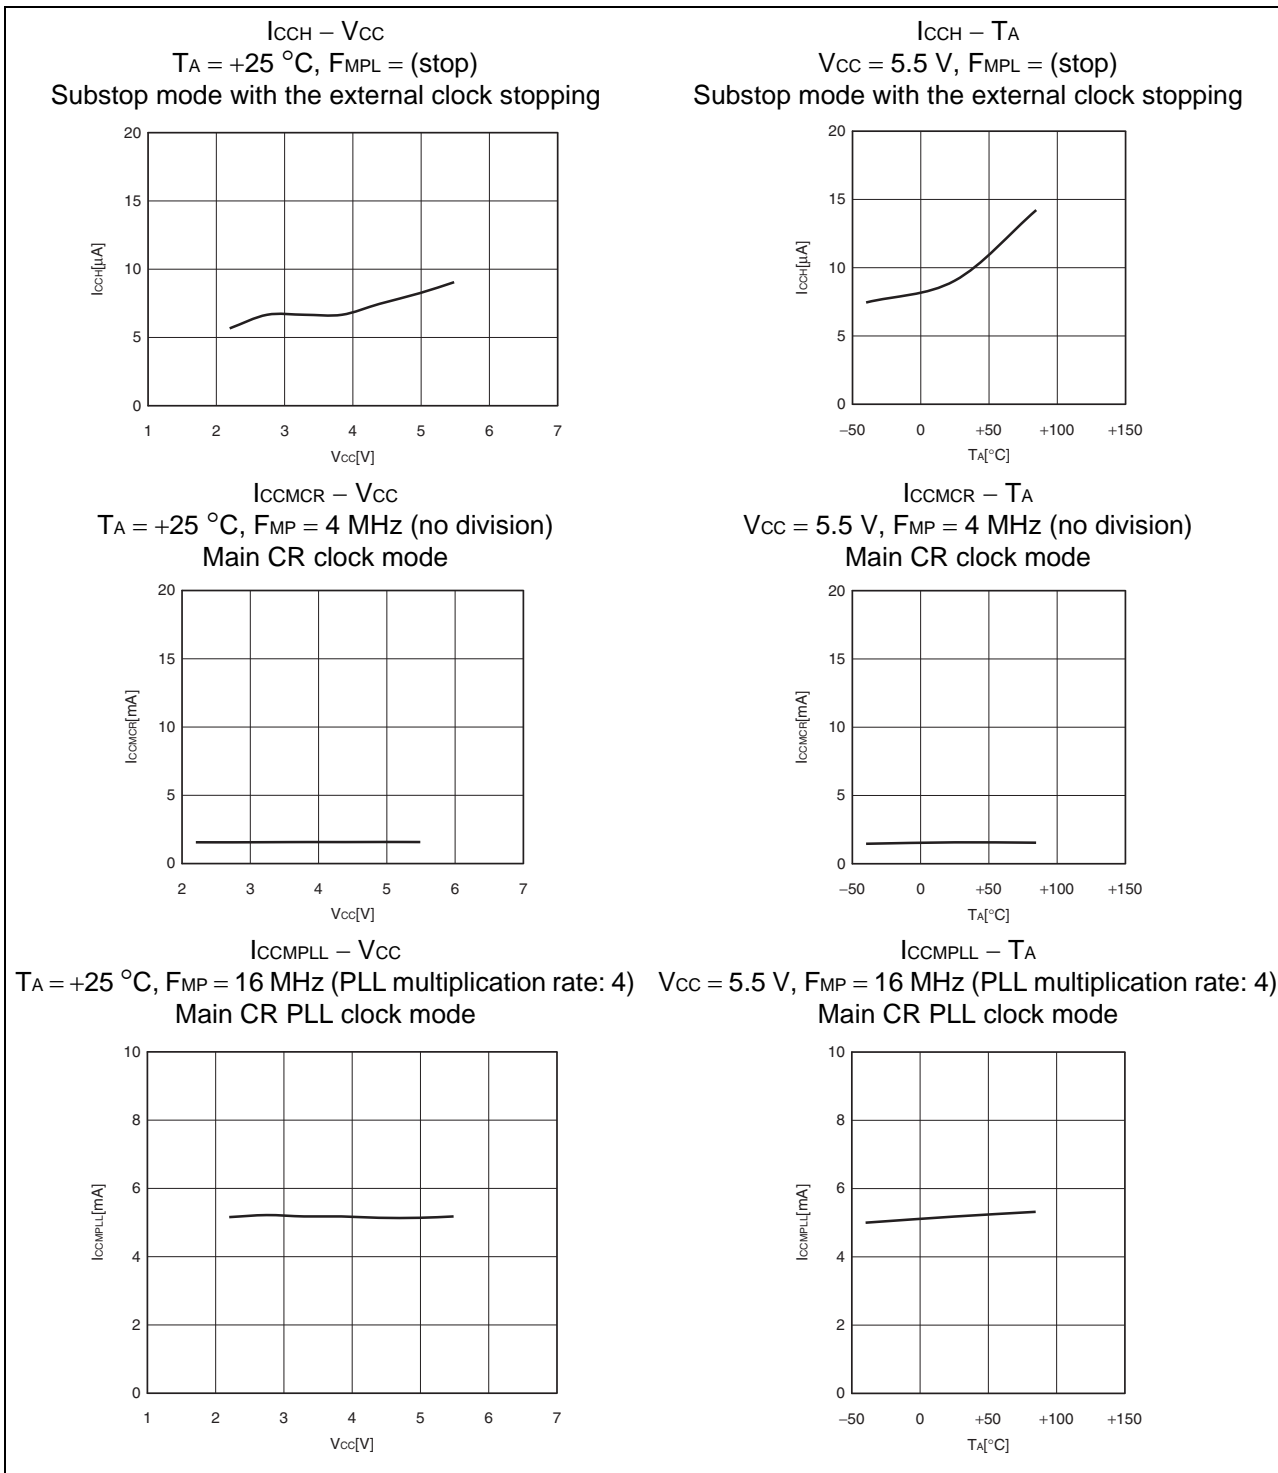 ICCH – VCC
TA = +25 °C, FMPL = (stop)
Substop mode with the external clock stopping
20
15
10
5
0
ICCH[µA]
1 2 3 4 5 6 7
VCC[V]
ICCH – TA
VCC = 5.5 V, FMPL = (stop)
Substop mode with the external clock stopping
20
15
10
5
0
ICCH[µA]
−50 0 +50 +100 +150
TA[°C]
ICCMCR – VCC
TA = +25 °C, FMP = 4 MHz (no division)
Main CR clock mode
20
15
10
5
0
ICCMCR[mA]
2 3 4 5 6 7
VCC[V]
ICCMCR – TA
VCC = 5.5 V, FMP = 4 MHz (no division)
Main CR clock mode
20
15
10
5
0
ICCMCR[mA]
−50 0 +50 +100 +150
TA[°C]
ICCMPLL – VCC
TA = +25 °C, FMP = 16 MHz (PLL multiplication rate: 4)
Main CR PLL clock mode
10
8
6
4
2
0
ICCMPLL[mA]
1 2 3 4 5 6 7
VCC[V]
ICCMPLL – TA
VCC = 5.5 V, FMP = 16 MHz (PLL multiplication rate: 4)
Main CR PLL clock mode
10
8
6
4
2
0
ICCMPLL[mA]
−50 0 +50 +100 +150
TA[°C]